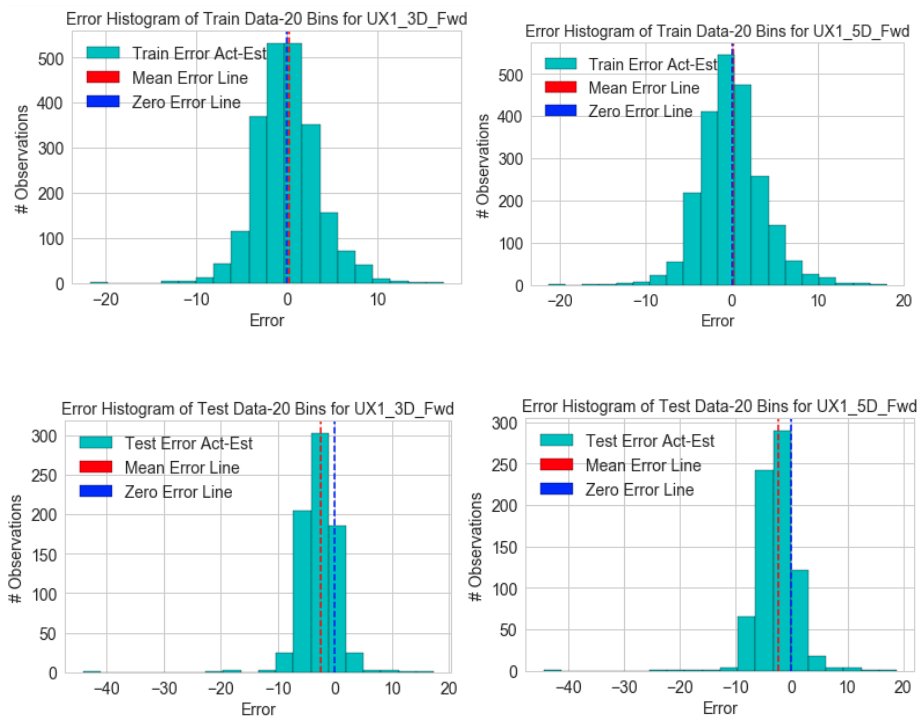 Error Histogram of Train Data-20 Bins for UX1_3D_Fwd
Train Error Act-Est
Mean Error Line
Zero Error Line
# Observations
500
400
300
200
100
0
−20 −10 0 10
Error
Error Histogram of Train Data-20 Bins for UX1_5D_Fwd
Train Error Act-Est
Mean Error Line
Zero Error Line
# Observations
500
400
300
200
100
0
−20 −10 0 10 20
Error
Error Histogram of Test Data-20 Bins for UX1_3D_Fwd
Test Error Act-Est
Mean Error Line
Zero Error Line
# Observations
300
250
200
150
100
50
0
−40 −30 −20 −10 0 10 20
Error
Error Histogram of Test Data-20 Bins for UX1_5D_Fwd
Test Error Act-Est
Mean Error Line
Zero Error Line
# Observations
300
250
200
150
100
50
0
−40 −30 −20 −10 0 10 20
Error